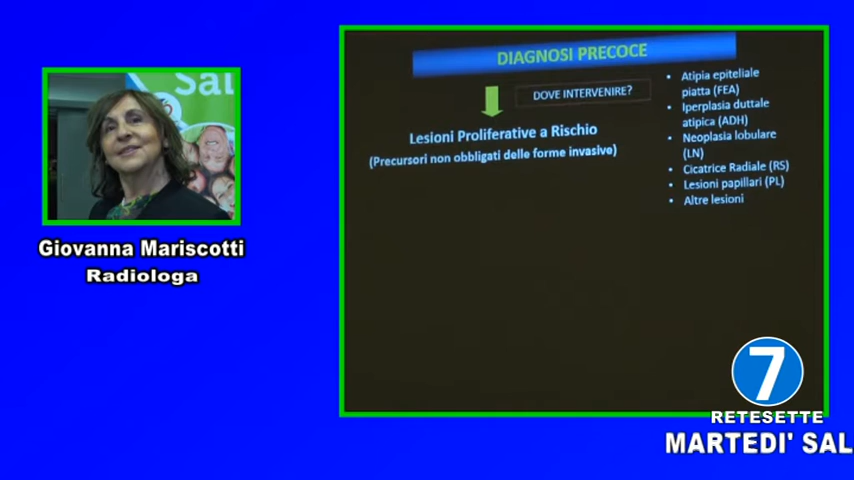 Sal
Giovanna Mariscotti
Radiologa
DIAGNOSI PRECOCE
DOVE INTERVENIRE?
Lesioni Proliferative a Rischio
(Precursori non obbligati delle forme invasive)
• Atipia epiteliale
piatta (FEA)
• Iperplasia duttale
atipica (ADH)
• Neoplasia lobulare
(LN)
• Cicatrice Radiale (RS)
• Lesioni papillari (PL)
• Altre lesioni
7
RETESETTE
MARTEDI' SAL